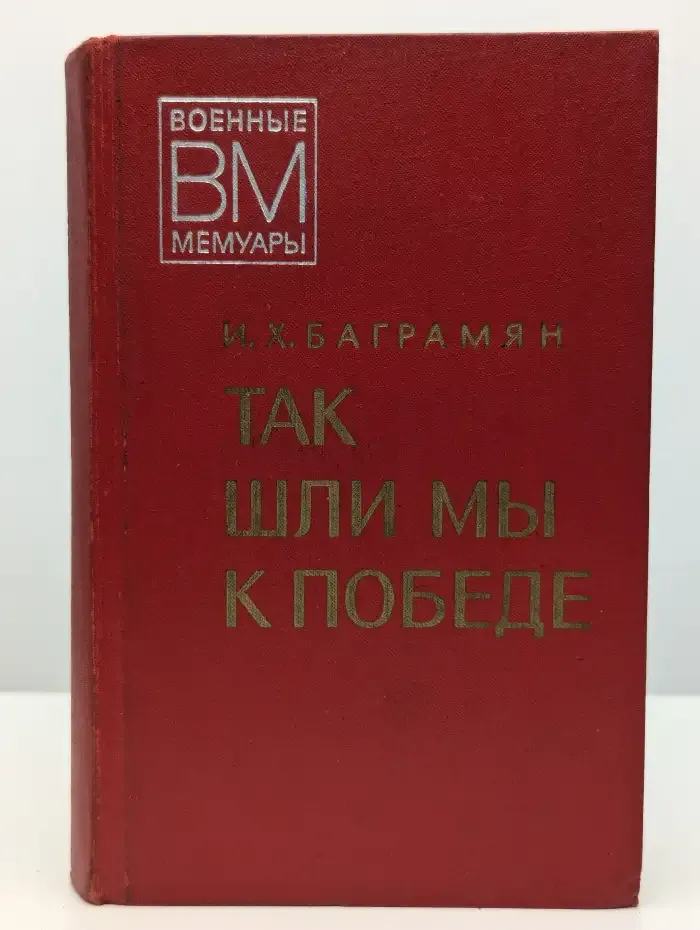 ВОЕННЫЕ
ВМ
МЕМУАРЫ
И. Х. БАГРАМЯН
ТАК
ШЛИ МЫ
К ПОБЕДЕ